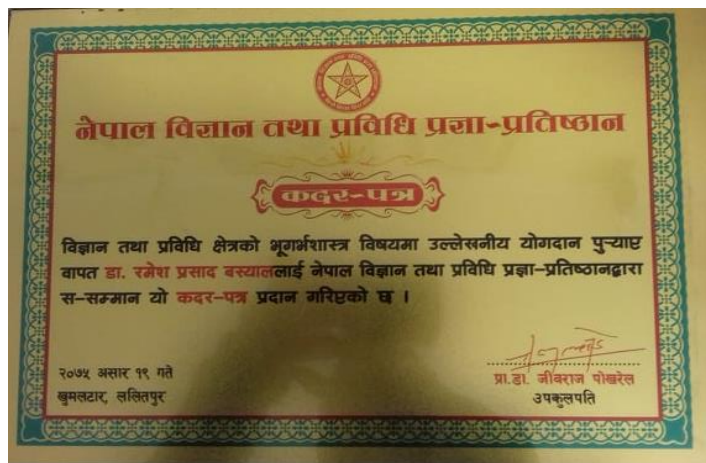 नेपाल विज्ञान तथा प्रविधि प्रज्ञा-प्रतिष्ठान
कदर-पत्र
विज्ञान तथा प्रविधि क्षेत्रको भूगर्भशास्त्र विषयमा उल्लेखनीय योगदान पुऱ्याए
वापत डा. रमेश प्रसाद बस्याललाई नेपाल विज्ञान तथा प्रविधि प्रज्ञा-प्रतिष्ठानद्वारा
स-सम्मान यो कदर-पत्र प्रदान गरिएको छ ।
२०७५ असार १९ गते
प्रा.डा. जीवराज पोखरेल
खुमलटार, ललितपुर
उपकुलपति